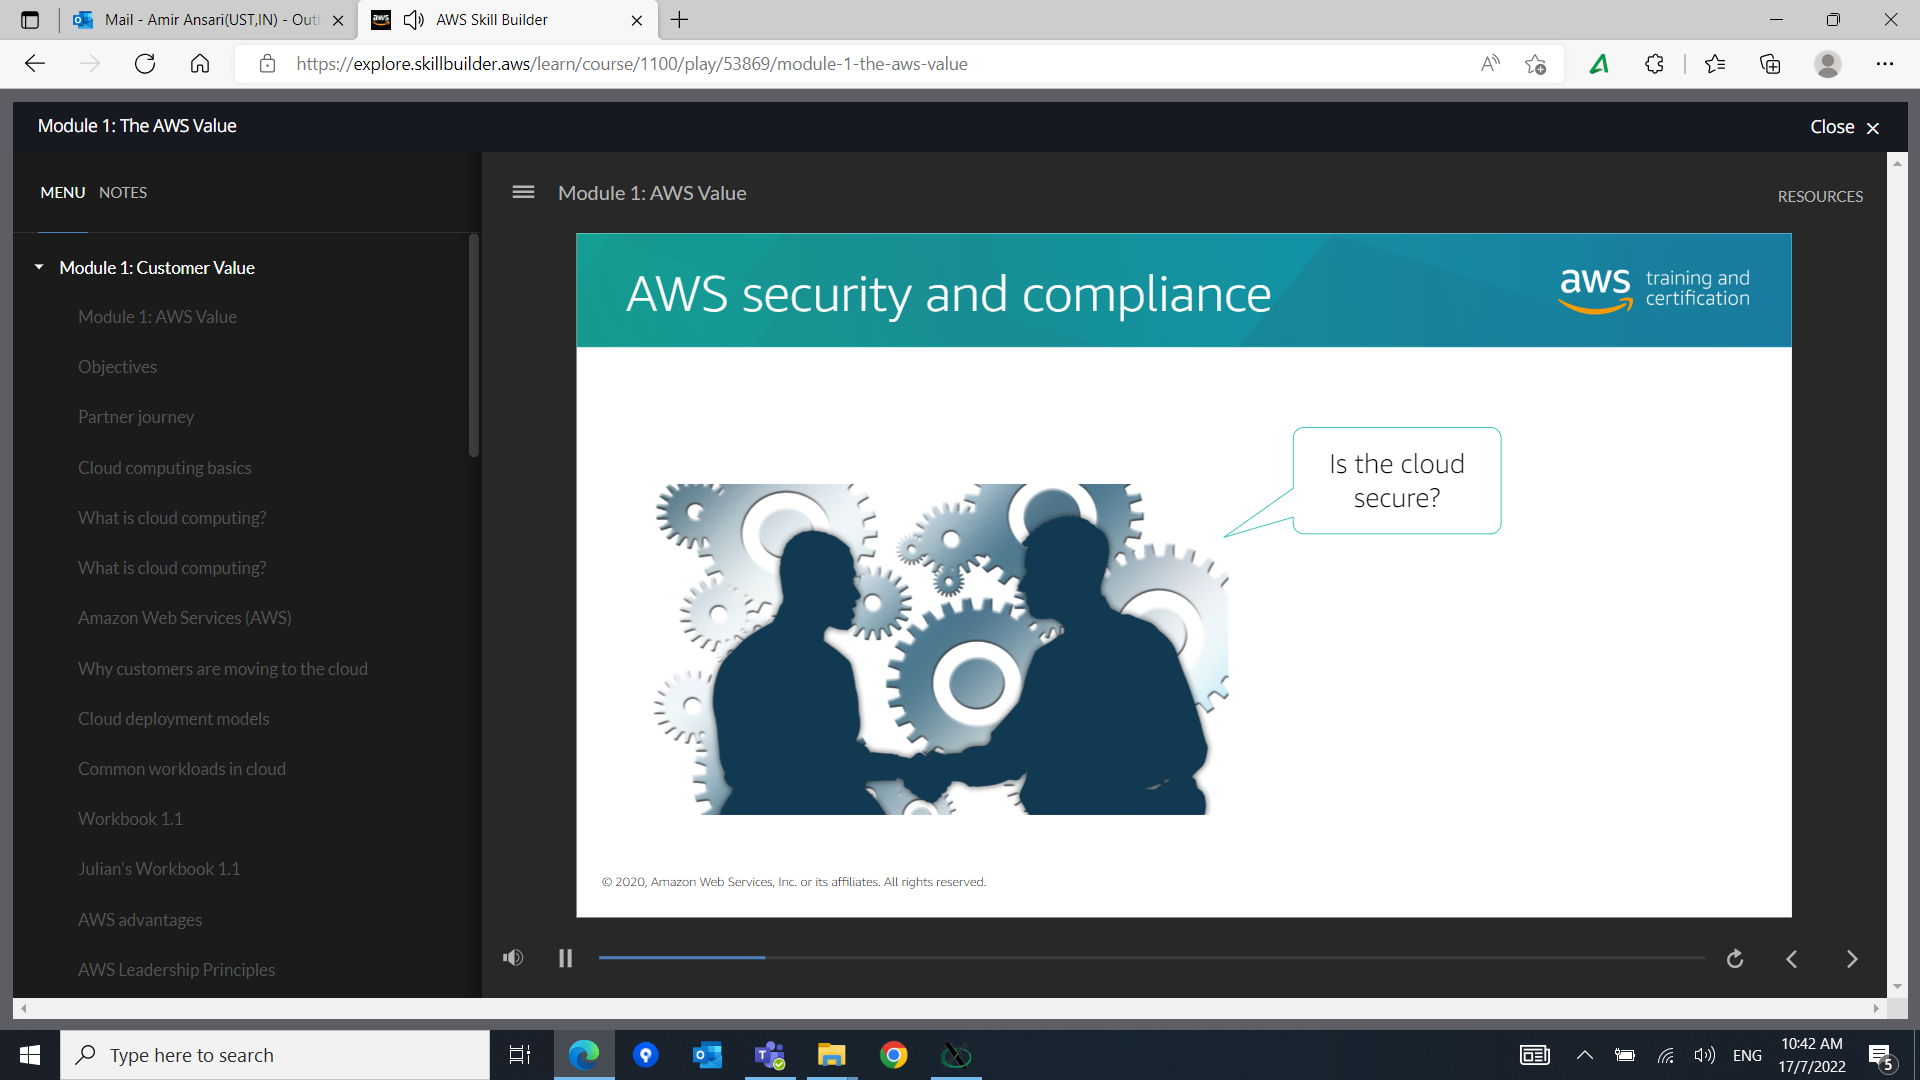 Mail - Amir Ansari(UST,IN) - Out
AWS Skill Builder
https://explore.skillbuilder.aws/learn/course/1100/play/53869/module-1-the-aws-value
Module 1: The AWS Value
Close
MENU NOTES
Module 1: AWS Value
RESOURCES
Module 1: Customer Value
Module 1: AWS Value
Objectives
Partner journey
Cloud computing basics
What is cloud computing?
What is cloud computing?
Amazon Web Services (AWS)
Why customers are moving to the cloud
Cloud deployment models
Common workloads in cloud
Workbook 1.1
Julian's Workbook 1.1
AWS advantages
AWS Leadership Principles
AWS security and compliance
aws training and
certification
Is the cloud
secure?
© 2020, Amazon Web Services, Inc. or its affiliates. All rights reserved.
Type here to search
ENG
10:42 AM
17/7/2022
5